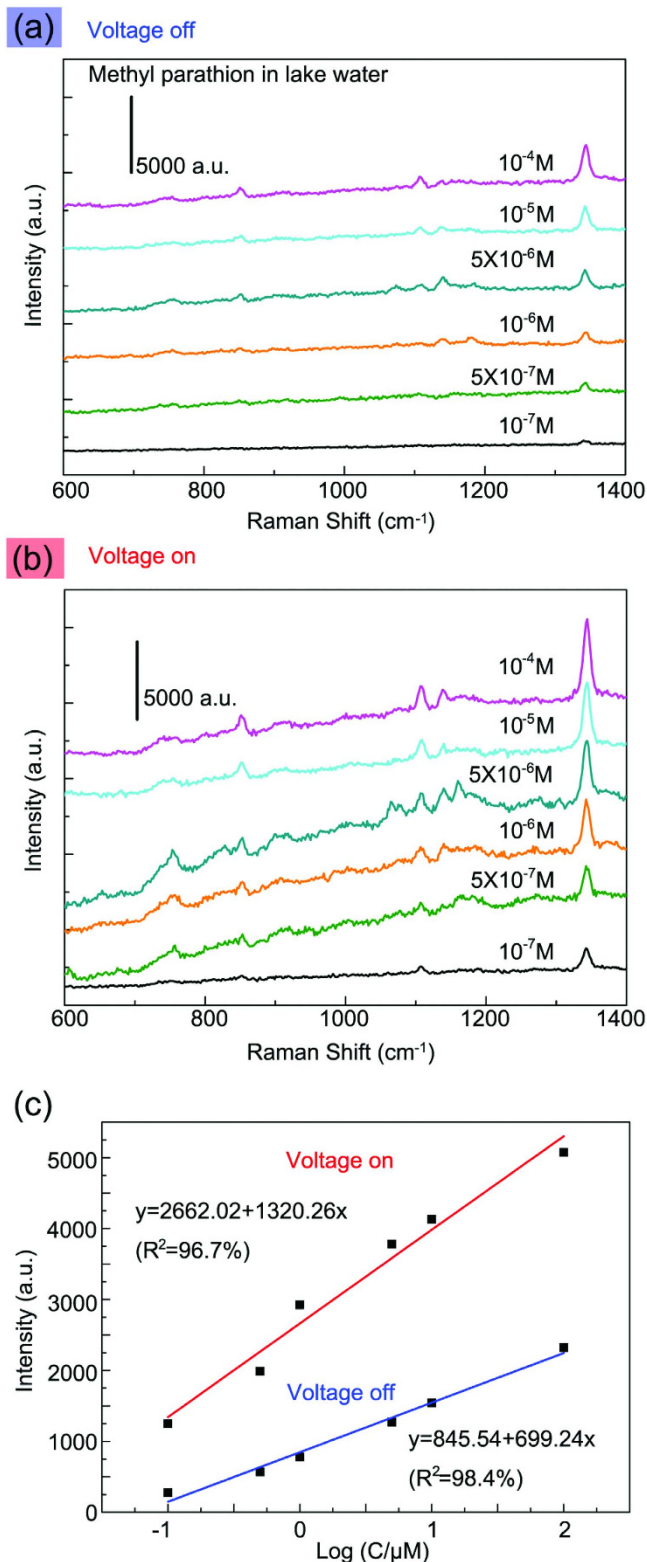 (a) Voltage off
Methyl parathion in lake water
5000 a.u.
10⁻⁴M
10⁻⁵M
5X10⁻⁶M
10⁻⁶M
5X10⁻⁷M
10⁻⁷M
Intensity (a.u.)
600 800 1000 1200 1400
Raman Shift (cm⁻¹)
(b) Voltage on
5000 a.u.
10⁻⁴M
10⁻⁵M
5X10⁻⁶M
10⁻⁶M
5X10⁻⁷M
10⁻⁷M
Intensity (a.u.)
600 800 1000 1200 1400
Raman Shift (cm⁻¹)
(c)
Intensity (a.u.)
5000
4000
3000
2000
1000
0
Voltage on
y=2662.02+1320.26x
(R²=96.7%)
Voltage off
y=845.54+699.24x
(R²=98.4%)
-1 0 1 2
Log (C/μM)